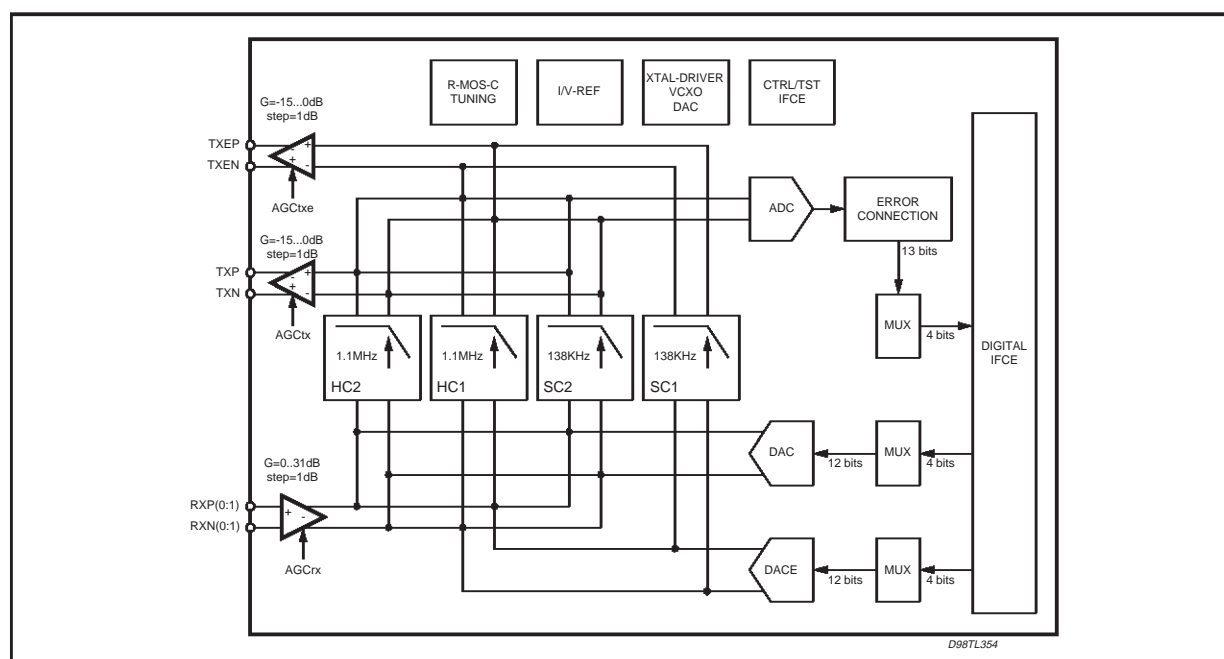 R-MOS-C
TUNING
I/V-REF
XTAL-DRIVER
VCXO
DAC
CTRL/TST
IFCE
G=-15...0dB
step=1dB
TXEP
TXEN
+
-
-
+
AGCtxe
ADC
ERROR
CONNECTION
13 bits
G=-15...0dB
step=1dB
TXP
TXN
+
-
-
+
AGCtx
MUX
4 bits
DIGITAL
IFCE
1.1MHz
HC2
1.1MHz
HC1
138KHz
SC2
138KHz
SC1
DAC
12 bits
MUX
4 bits
G=0..31dB
step=1dB
RXP(0:1)
RXN(0:1)
+
-
AGCrx
DACE
12 bits
MUX
4 bits
D98TL354